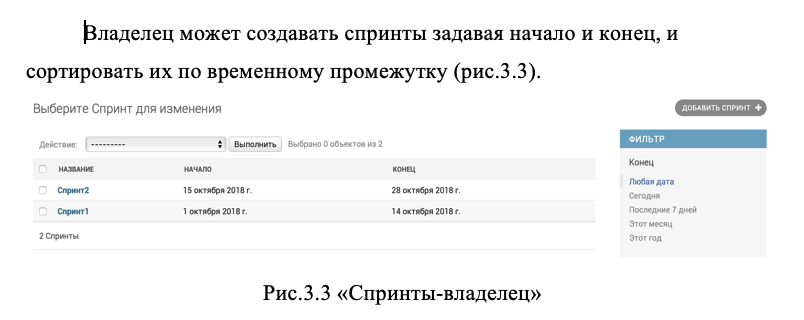 Владелец может создавать спринты задавая начало и конец, и
сортировать их по временному промежутку (рис.3.3).
Выберите Спринт для изменения
ДОБАВИТЬ СПРИНТ +
Действие: --------- Выполнить Выбрано 0 объектов из 2
НАЗВАНИЕ НАЧАЛО КОНЕЦ
Спринт2 15 октября 2018 г. 28 октября 2018 г.
Спринт1 1 октября 2018 г. 14 октября 2018 г.
2 Спринты
ФИЛЬТР
Конец
Любая дата
Сегодня
Последние 7 дней
Этот месяц
Этот год
Рис.3.3 «Спринты-владелец»